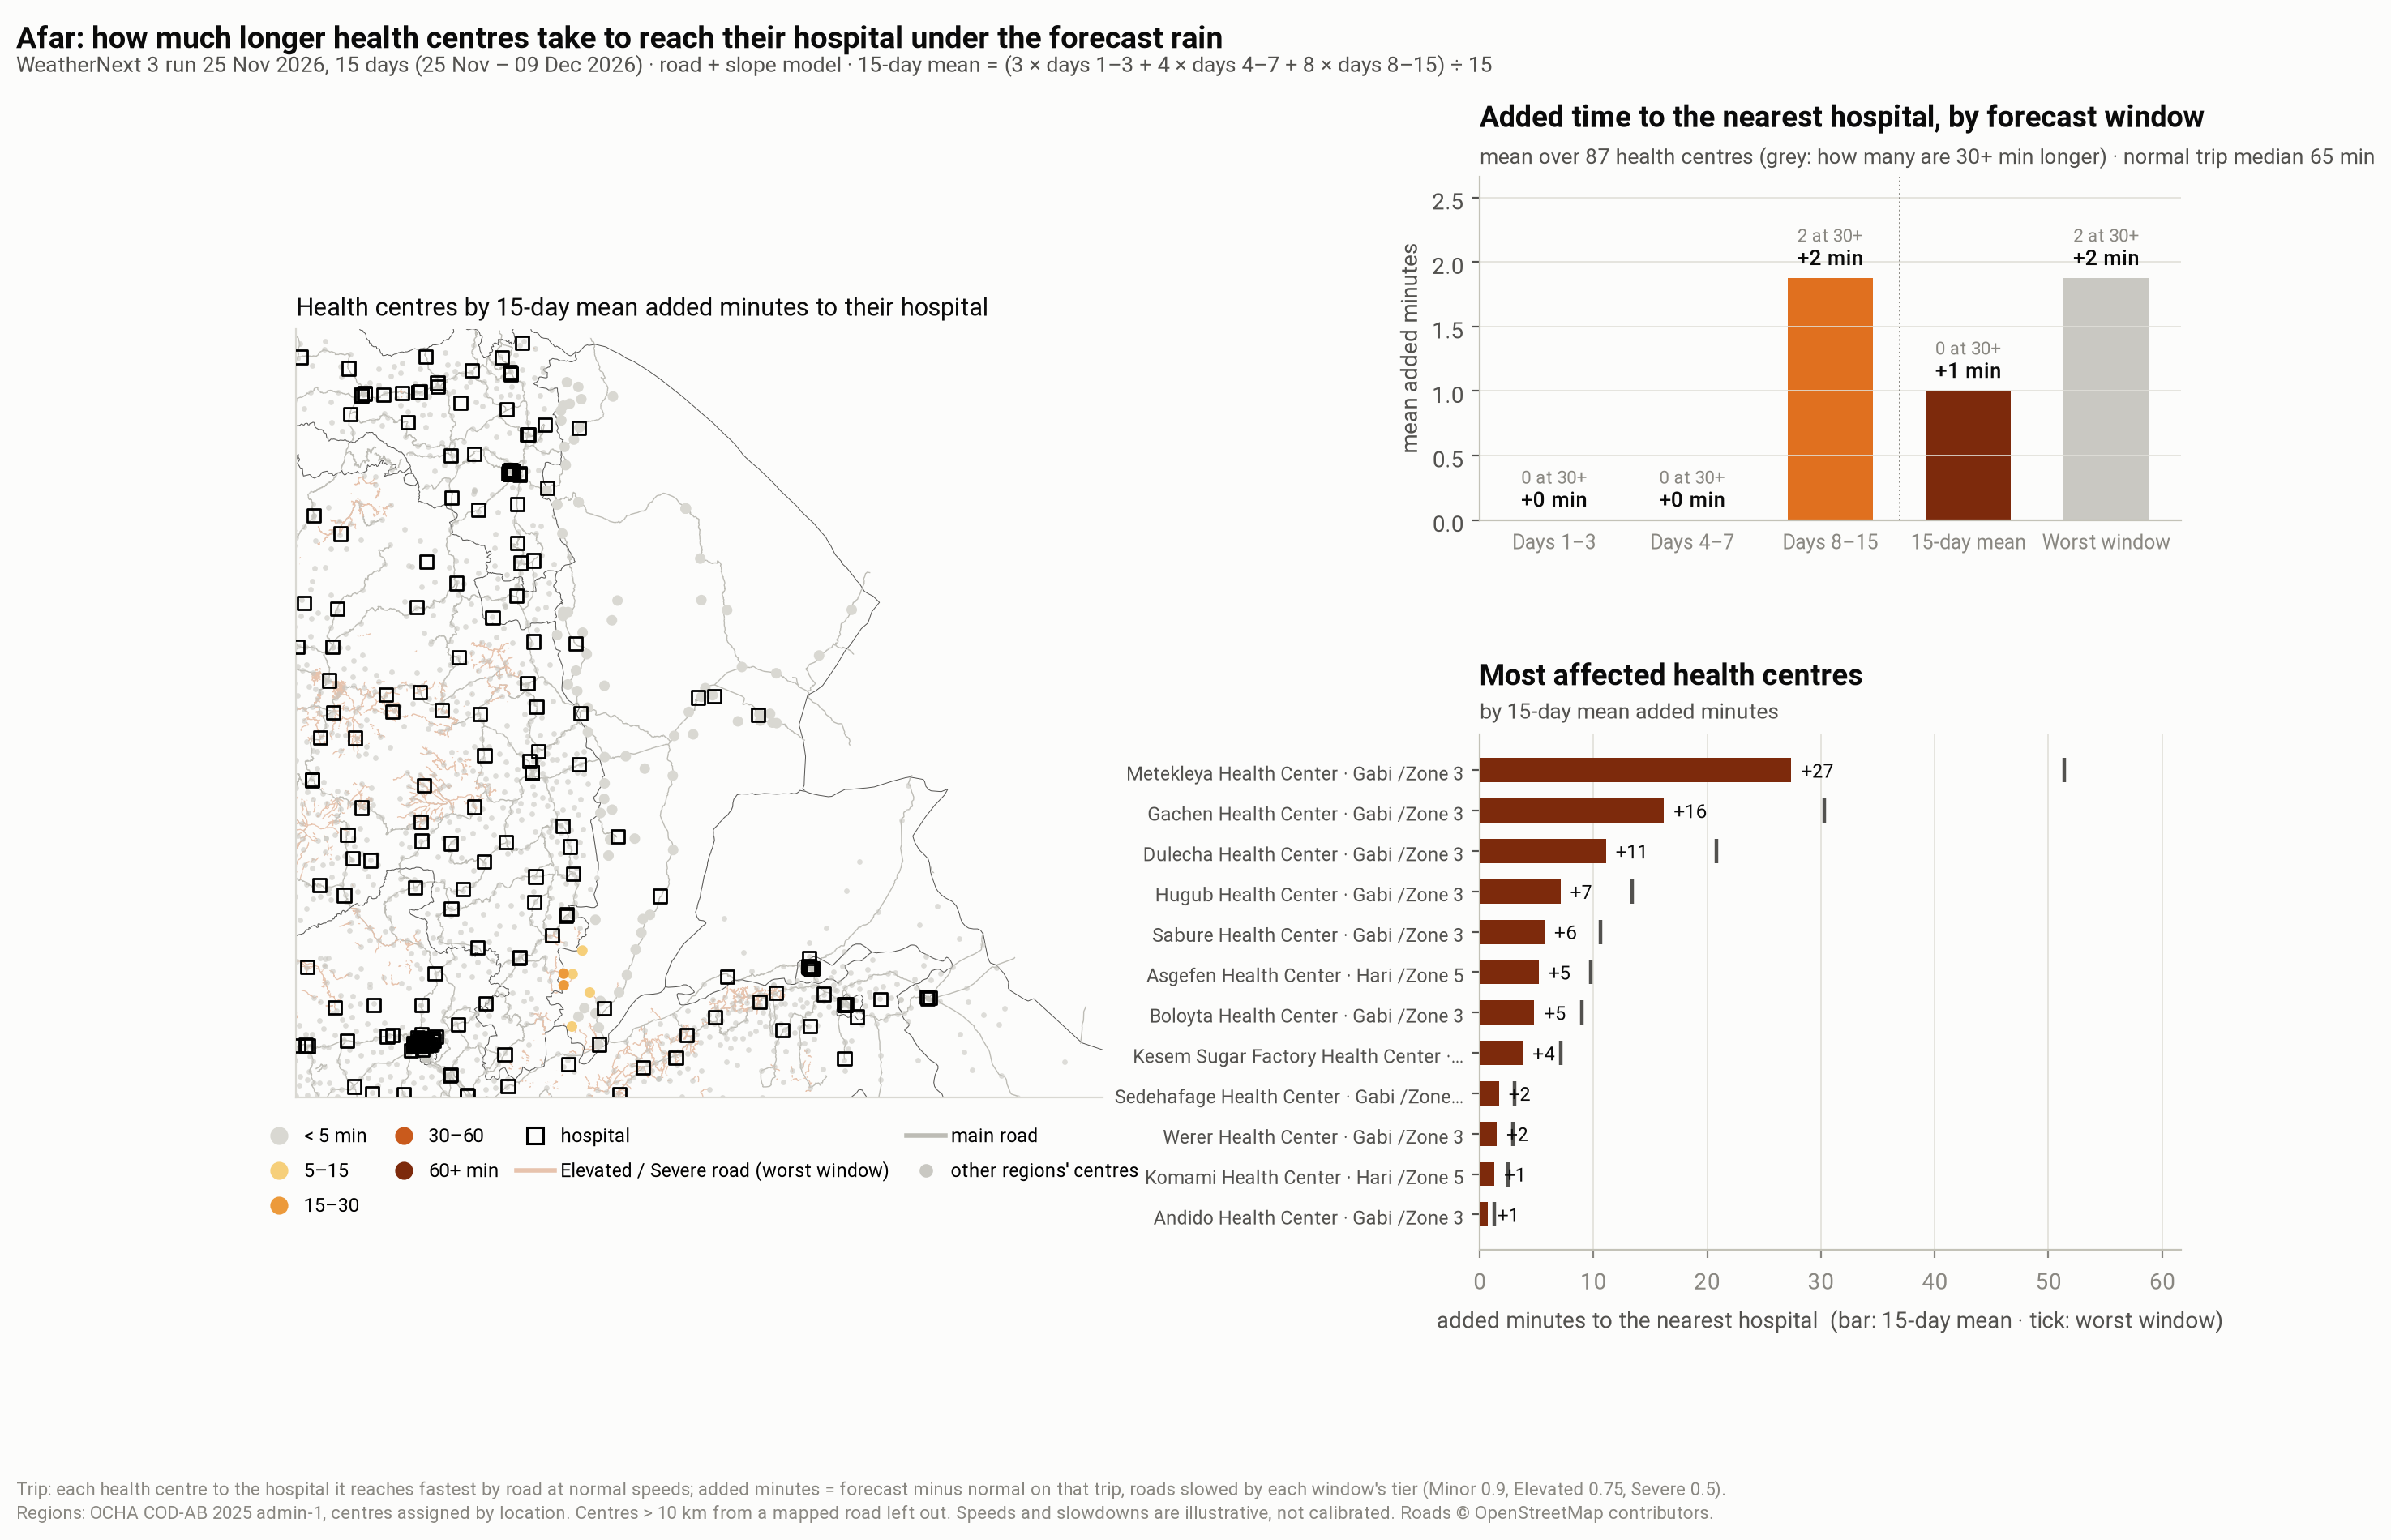 Afar: how much longer health centres take to reach their hospital under the forecast rain
WeatherNext 3 run 25 Nov 2026, 15 days (25 Nov – 09 Dec 2026) · road + slope model · 15-day mean = (3 × days 1–3 + 4 × days 4–7 + 8 × days 8–15) ÷ 15
Health centres by 15-day mean added minutes to their hospital
< 5 min
30–60
hospital
main road
5–15
60+ min
Elevated / Severe road (worst window)
other regions' centres
15–30
Added time to the nearest hospital, by forecast window
mean over 87 health centres (grey: how many are 30+ min longer) · normal trip median 65 min
mean added minutes
2.5
2.0
1.5
1.0
0.5
0.0
0 at 30+
+0 min
0 at 30+
+0 min
2 at 30+
+2 min
0 at 30+
+1 min
2 at 30+
+2 min
Days 1–3
Days 4–7
Days 8–15
15-day mean
Worst window
Most affected health centres
by 15-day mean added minutes
Metekleya Health Center · Gabi /Zone 3 +27
Gachen Health Center · Gabi /Zone 3 +16
Dulecha Health Center · Gabi /Zone 3 +11
Hugub Health Center · Gabi /Zone 3 +7
Sabure Health Center · Gabi /Zone 3 +6
Asgefen Health Center · Hari /Zone 5 +5
Boloyta Health Center · Gabi /Zone 3 +5
Kesem Sugar Factory Health Center ·… +4
Sedehafage Health Center · Gabi /Zone… +2
Werer Health Center · Gabi /Zone 3 +2
Komami Health Center · Hari /Zone 5 +1
Andido Health Center · Gabi /Zone 3 +1
0 10 20 30 40 50 60
added minutes to the nearest hospital (bar: 15-day mean · tick: worst window)
Trip: each health centre to the hospital it reaches fastest by road at normal speeds; added minutes = forecast minus normal on that trip, roads slowed by each window's tier (Minor 0.9, Elevated 0.75, Severe 0.5).
Regions: OCHA COD-AB 2025 admin-1, centres assigned by location. Centres > 10 km from a mapped road left out. Speeds and slowdowns are illustrative, not calibrated. Roads © OpenStreetMap contributors.